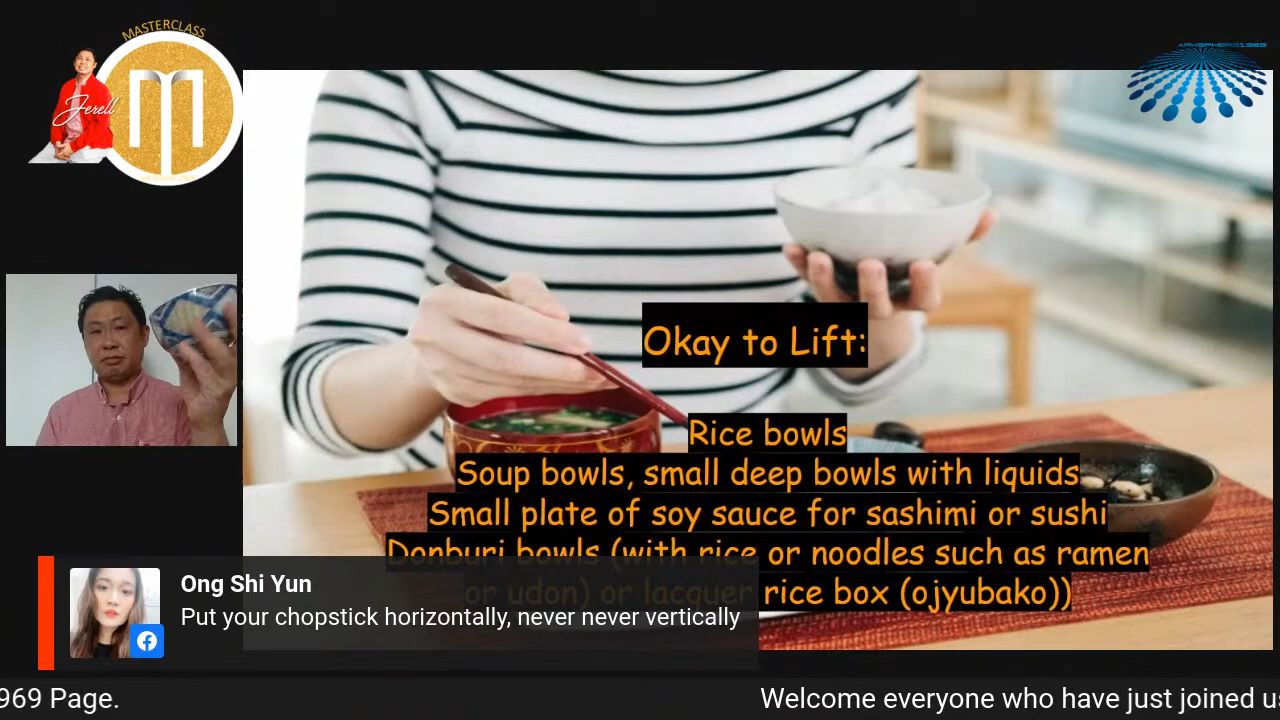 MASTERCLASS
Jerell
ARMOSPHERE1969
Okay to Lift:
Rice bowls
Soup bowls, small deep bowls with liquids
Small plate of soy sauce for sashimi or sushi
Donburi bowls (with rice or noodles such as ramen
or udon) or lacquer rice box (ojyubako))
Ong Shi Yun
Put your chopstick horizontally, never never vertically
969 Page.
Welcome everyone who have just joined us